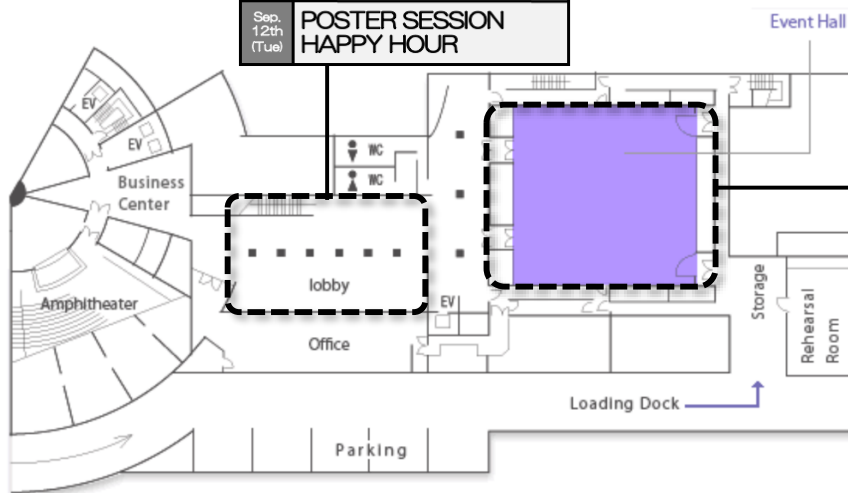 Sep.
12th
(Tue)
POSTER SESSION
HAPPY HOUR
Event Hall
EV
EV
WC
WC
Business
Center
lobby
Amphitheater
EV
Office
Storage
Rehearsal
Room
Loading Dock
Parking